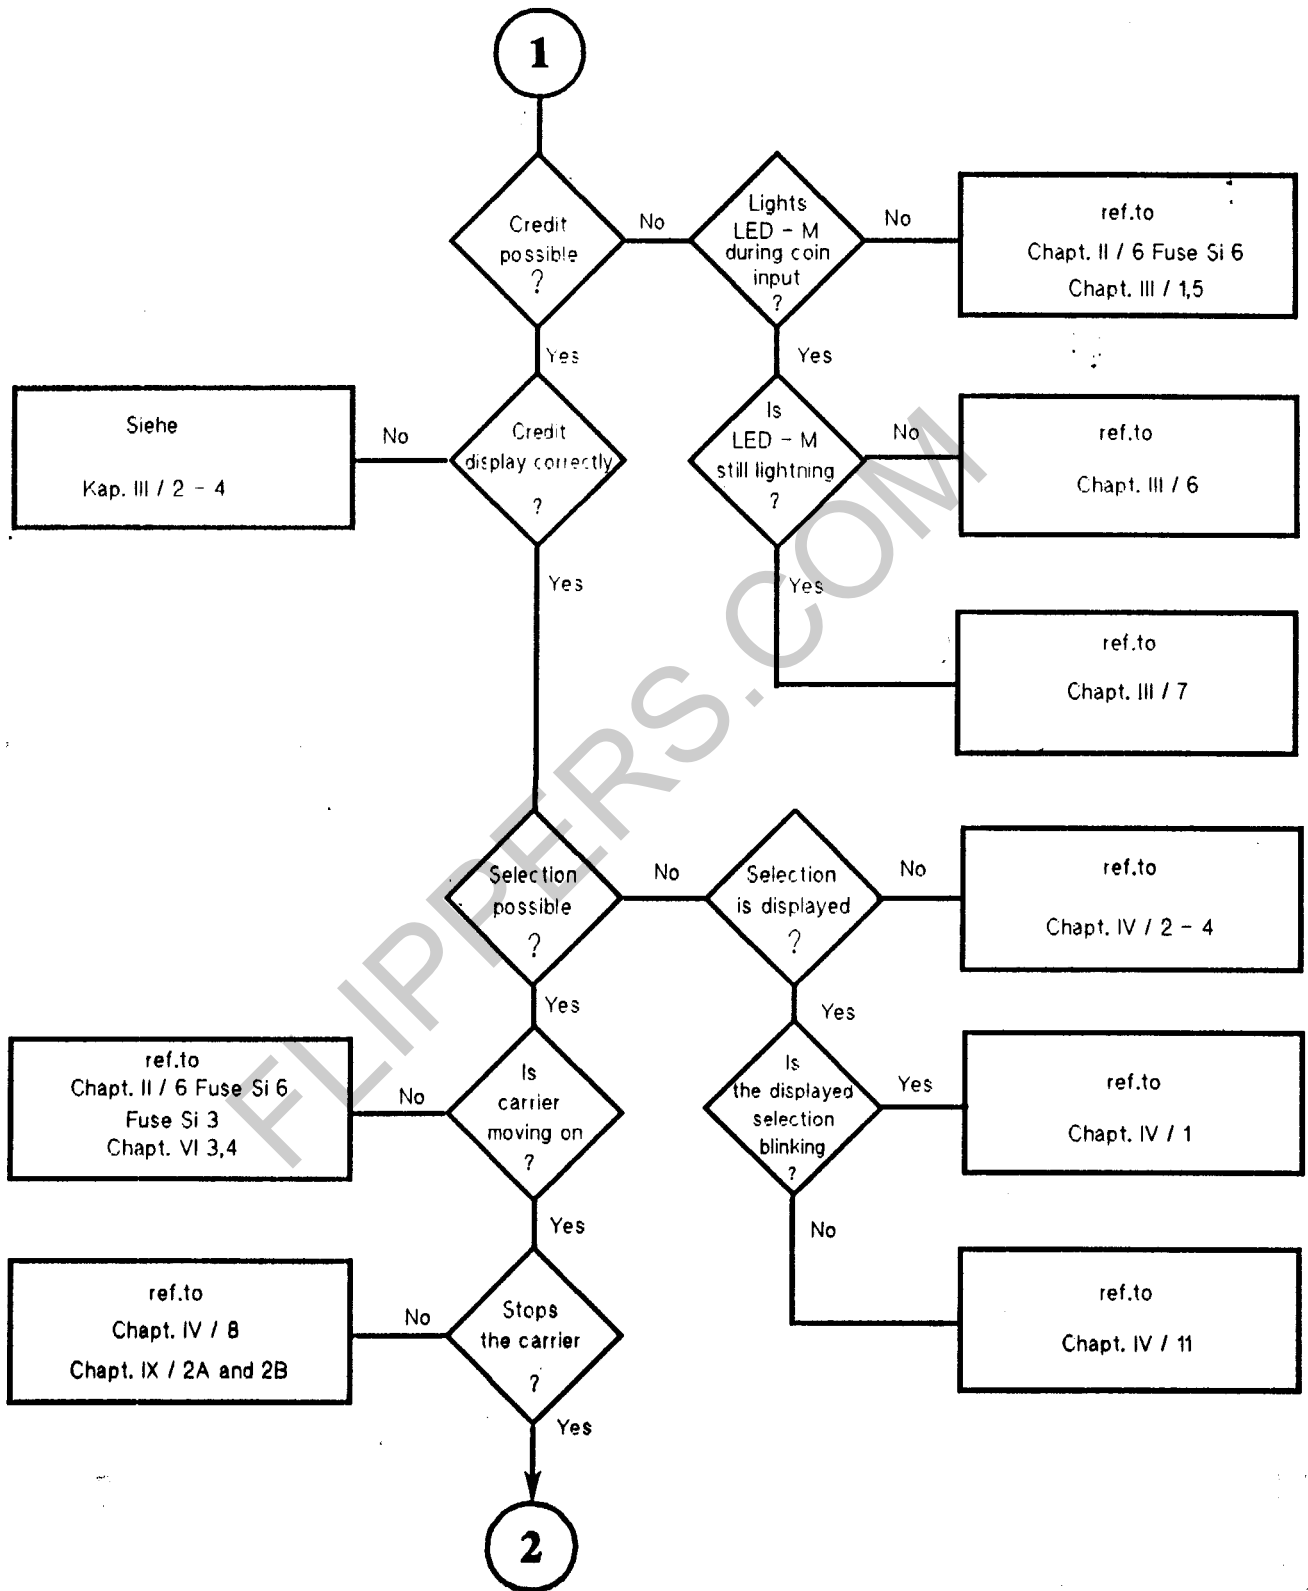 1
Credit
possible
?
No
Lights
LED - M
during coin
input
?
No
ref.to
Chapt. II / 6 Fuse Si 6
Chapt. III / 1,5
Yes
Yes
Siehe
Kap. III / 2 - 4
No
Credit
display correctly
?
Is
LED - M
still lightning
?
No
ref.to
Chapt. III / 6
Yes
Yes
ref.to
Chapt. III / 7
Selection
possible
?
No
Selection
is displayed
?
No
ref.to
Chapt. IV / 2 - 4
Yes
Yes
ref.to
Chapt. II / 6 Fuse Si 6
Fuse Si 3
Chapt. VI 3,4
No
Is
carrier
moving on
?
Is
the displayed
selection
blinking
?
Yes
ref.to
Chapt. IV / 1
Yes
No
ref.to
Chapt. IV / 8
Chapt. IX / 2A and 2B
No
Stops
the carrier
?
ref.to
Chapt. IV / 11
Yes
2
FLIPPERS.COM